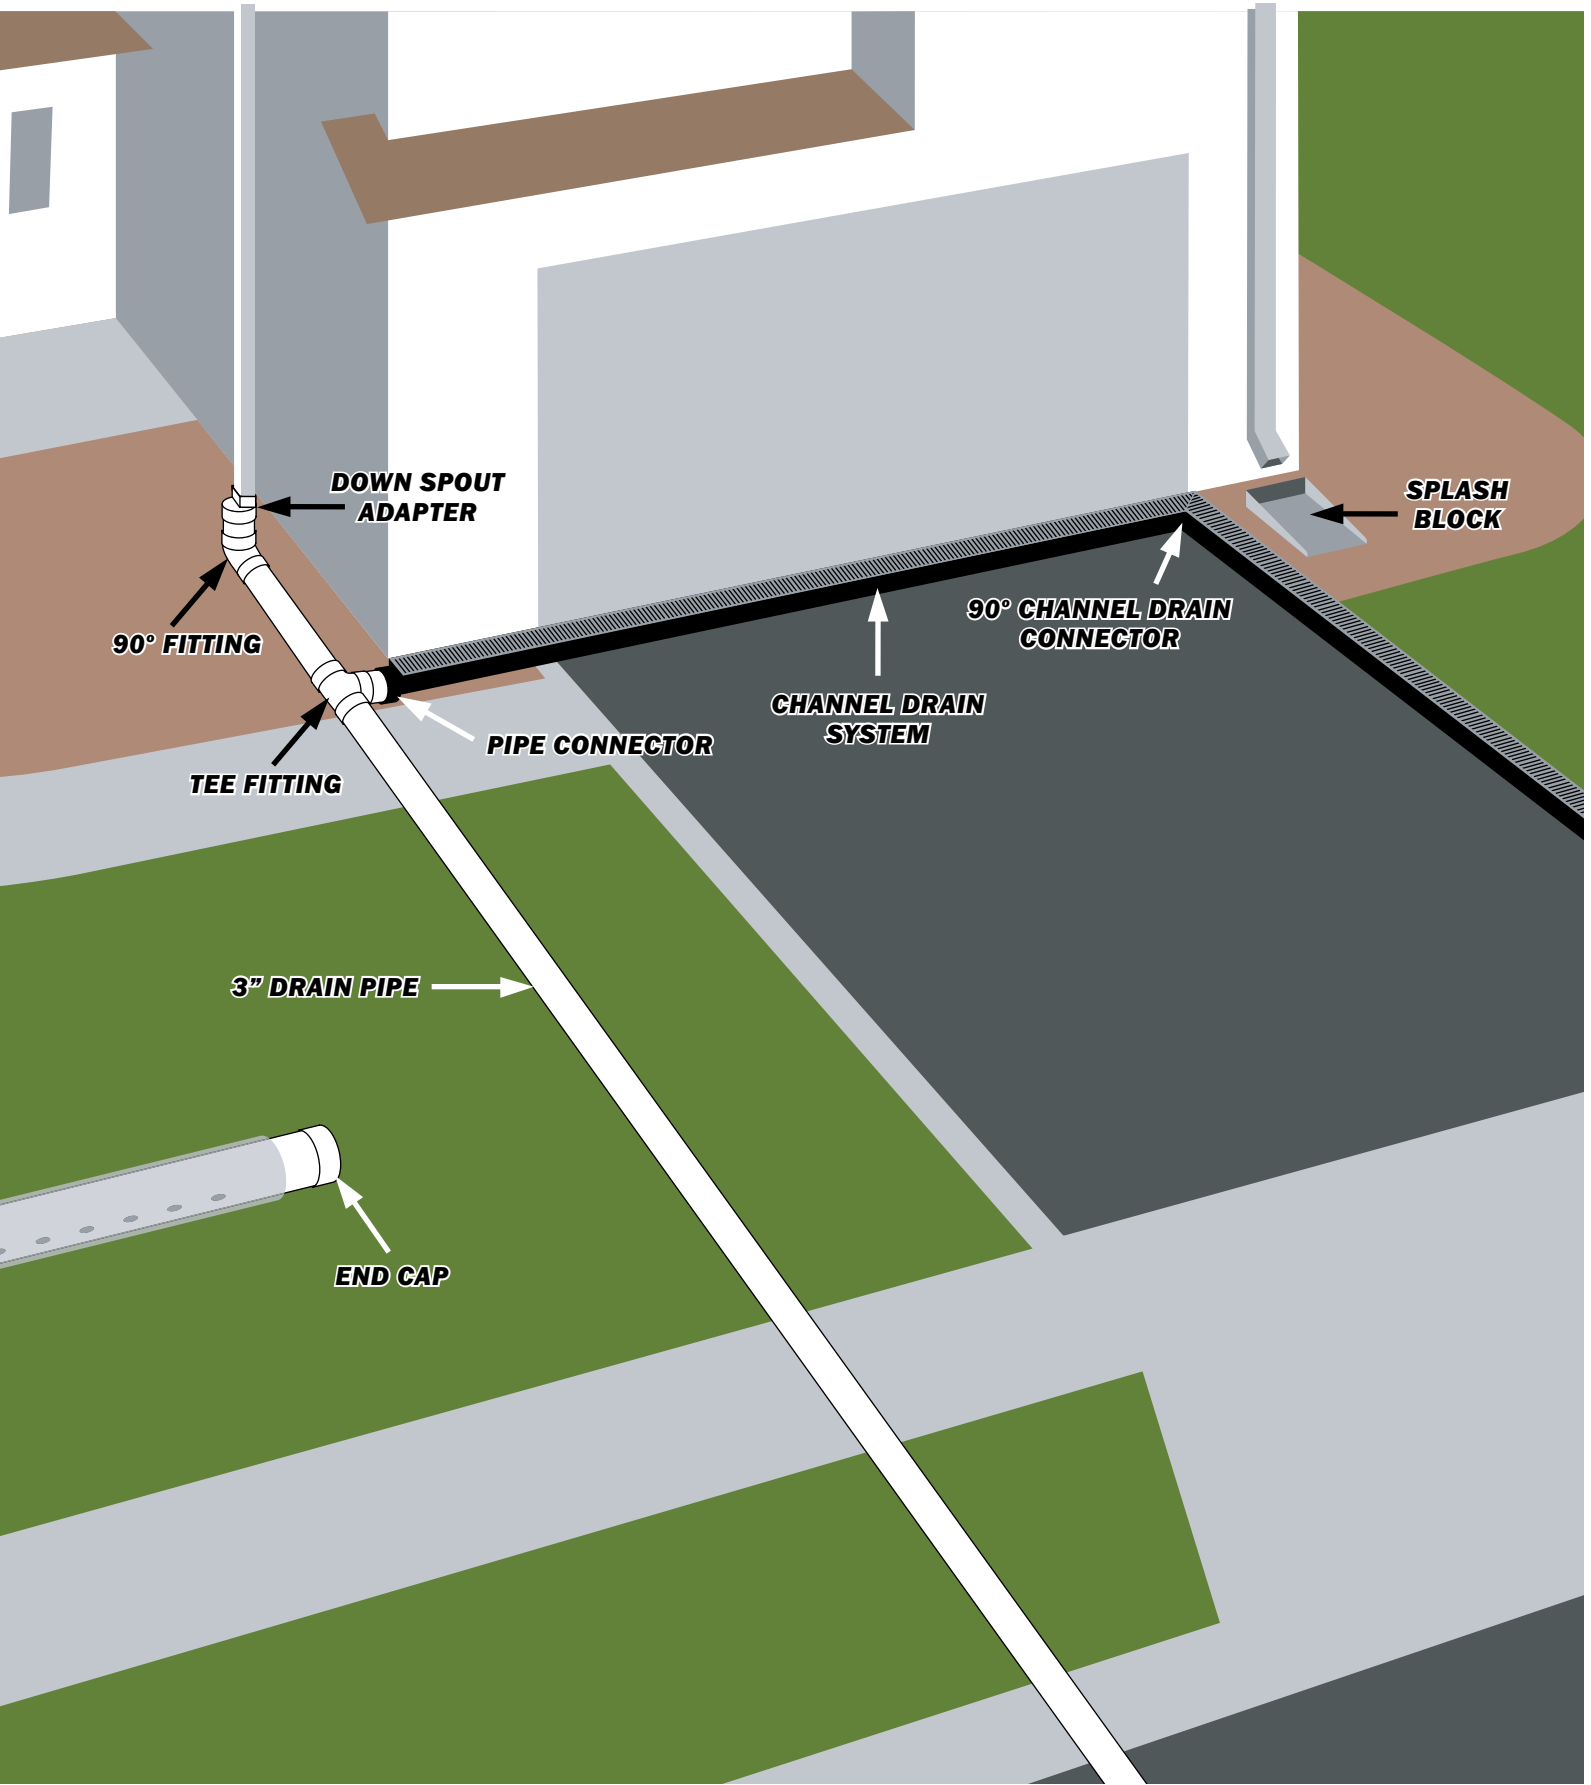 DOWN SPOUT
ADAPTER
SPLASH
BLOCK
90° FITTING
90° CHANNEL DRAIN
CONNECTOR
CHANNEL DRAIN
SYSTEM
PIPE CONNECTOR
TEE FITTING
3” DRAIN PIPE
END CAP